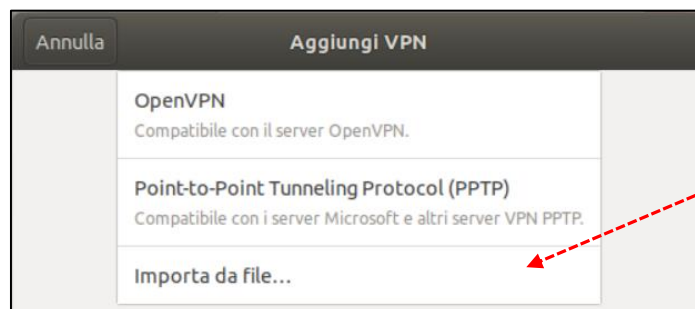 Annulla
Aggiungi VPN
OpenVPN
Compatibile con il server OpenVPN.
Point-to-Point Tunneling Protocol (PPTP)
Compatibile con i server Microsoft e altri server VPN PPTP.
Importa da file…